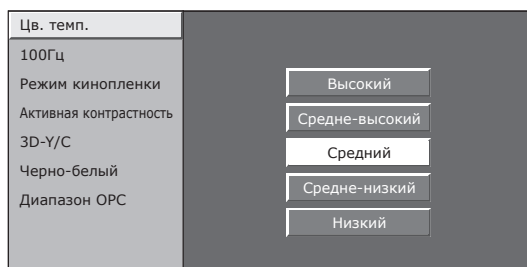 Цв. темп.
100Гц
Режим кинопленки
Активная контрастность
3D-Y/C
Черно-белый
Диапазон OPC
Высокий
Средне-высокий
Средний
Средне-низкий
Низкий